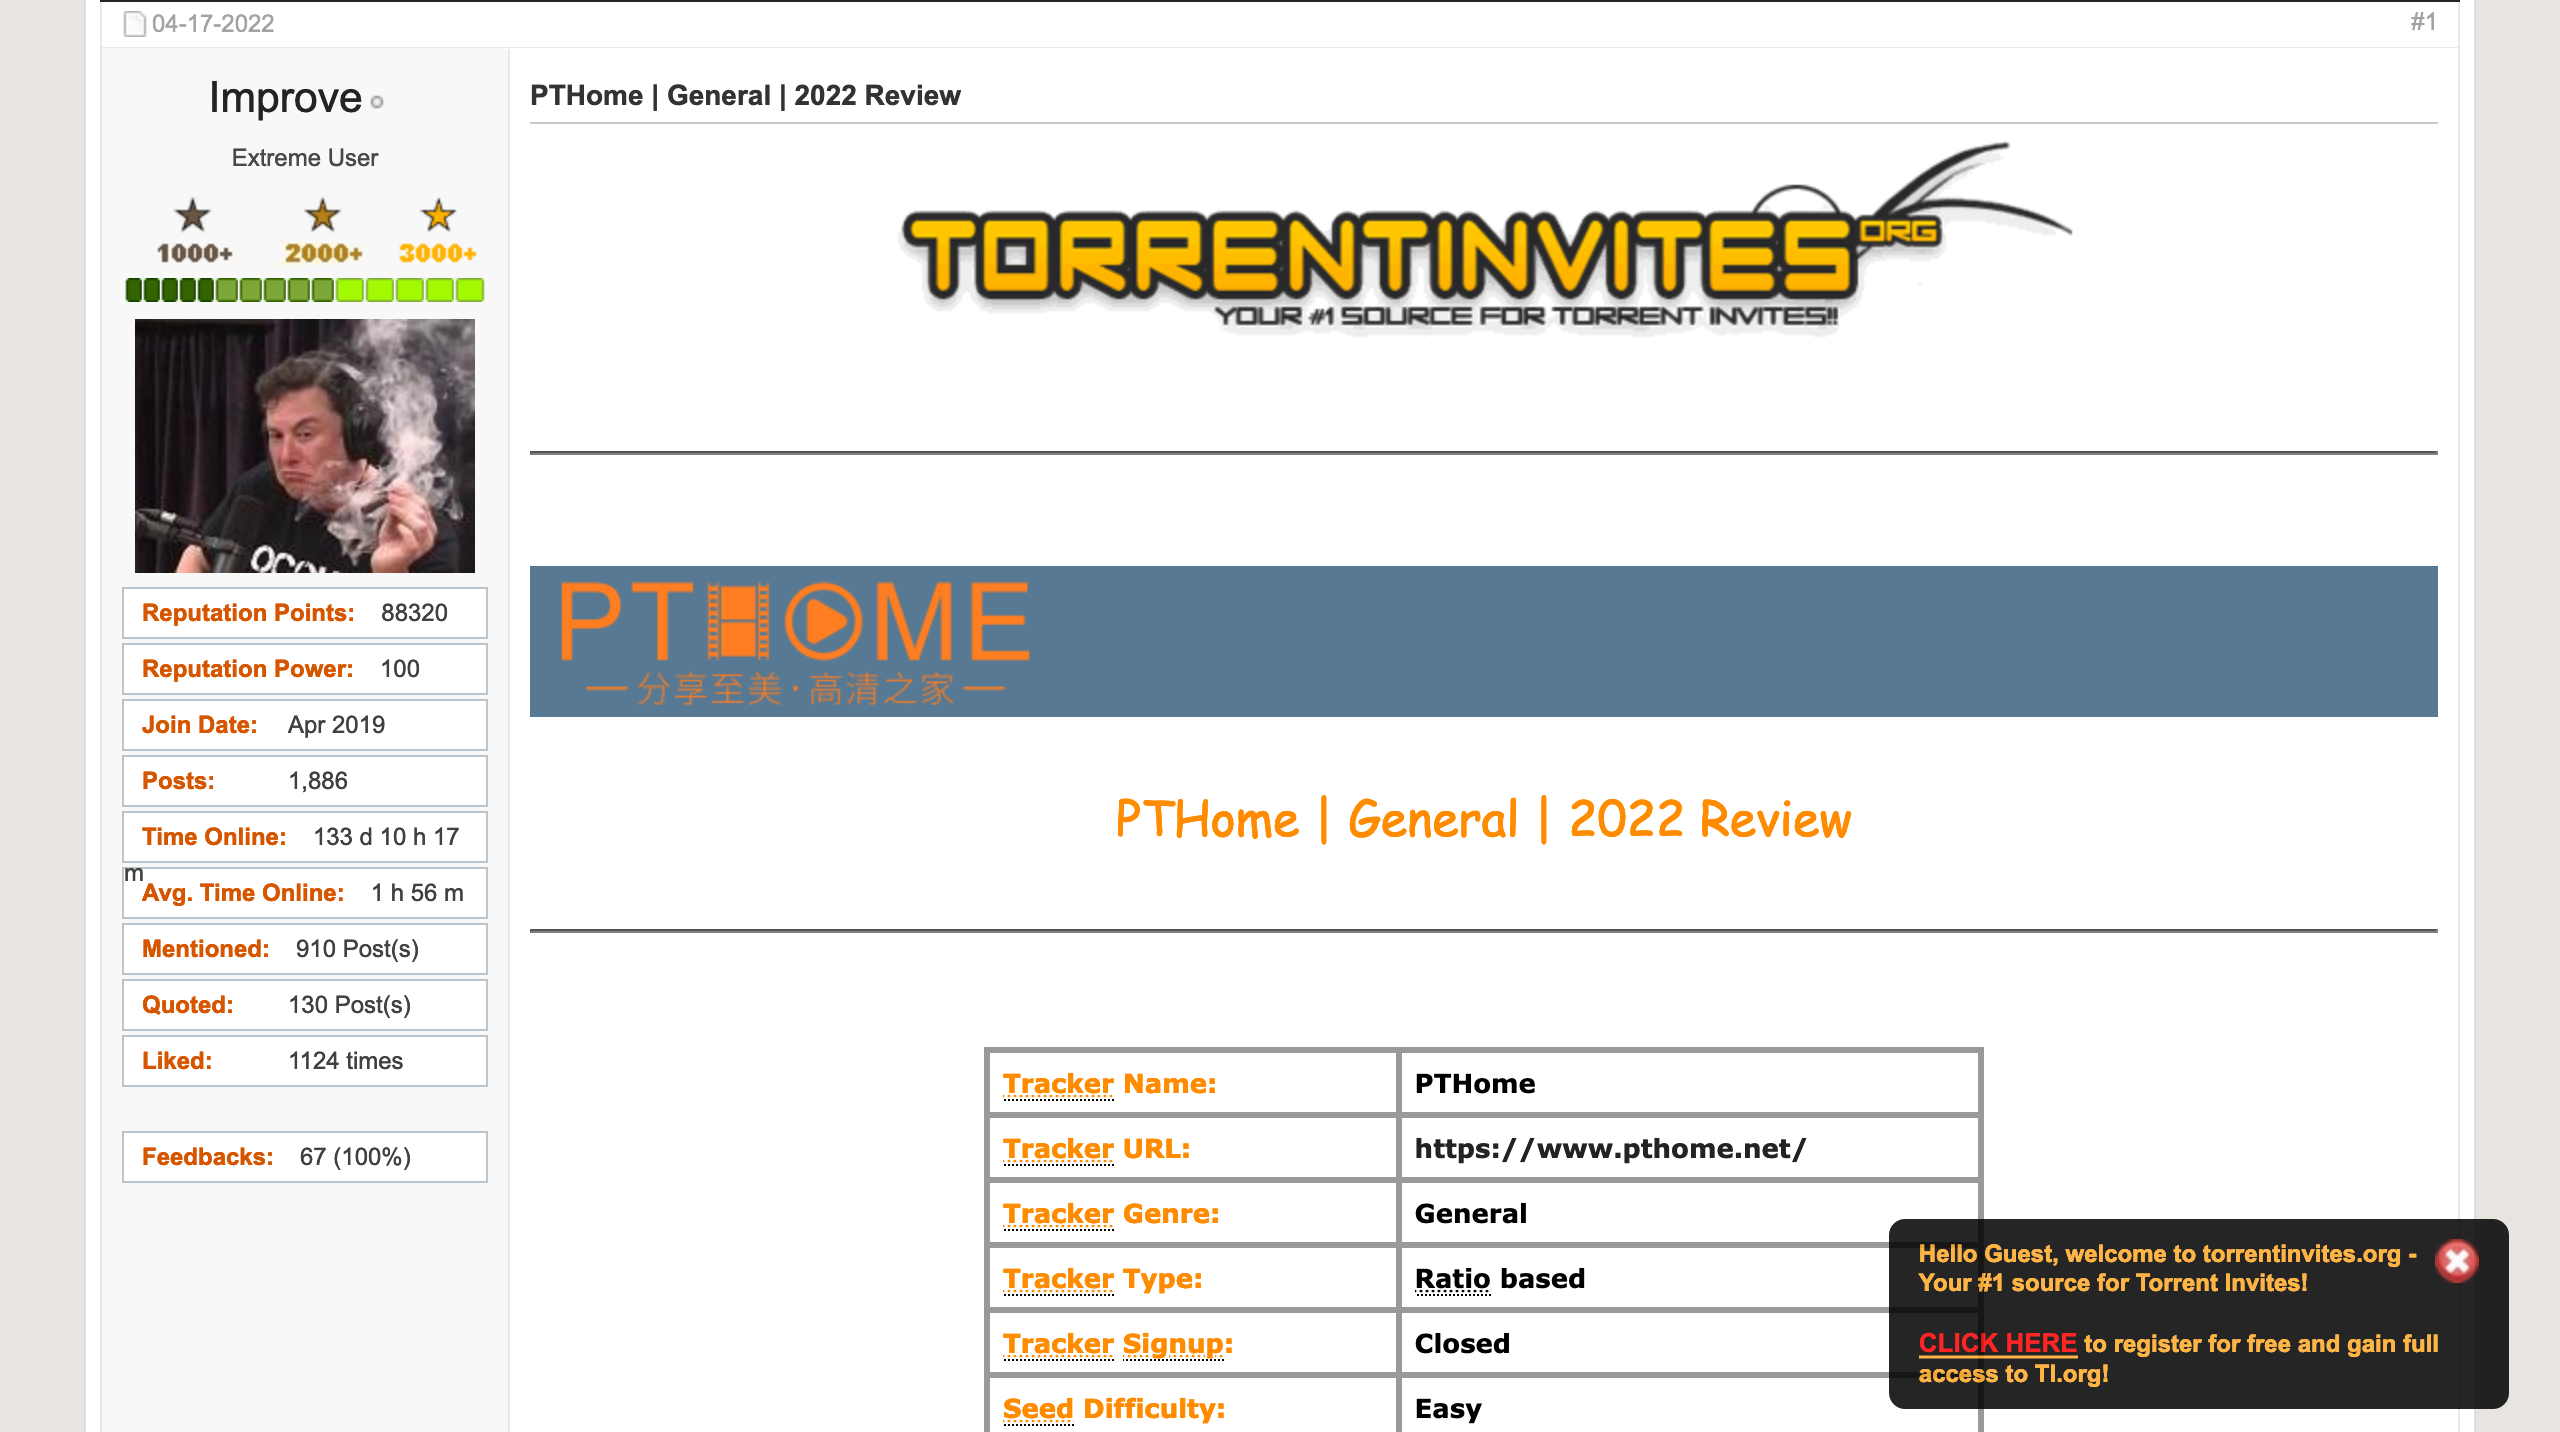 04-17-2022
#1
Improve
Extreme User
1000+ 2000+ 3000+
Reputation Points: 88320
Reputation Power: 100
Join Date: Apr 2019
Posts: 1,886
Time Online: 133 d 10 h 17
m
Avg. Time Online: 1 h 56 m
Mentioned: 910 Post(s)
Quoted: 130 Post(s)
Liked: 1124 times
Feedbacks: 67 (100%)
PTHome | General | 2022 Review
TORRENTINVITES ORG
YOUR #1 SOURCE FOR TORRENT INVITES!!
PTHOME
分享至美·高清之家
PTHome | General | 2022 Review
Tracker Name: PTHome
Tracker URL: https://www.pthome.net/
Tracker Genre: General
Tracker Type: Ratio based
Tracker Signup: Closed
Seed Difficulty: Easy
Hello Guest, welcome to torrentinvites.org -
Your #1 source for Torrent Invites!
CLICK HERE to register for free and gain full
access to TI.org!